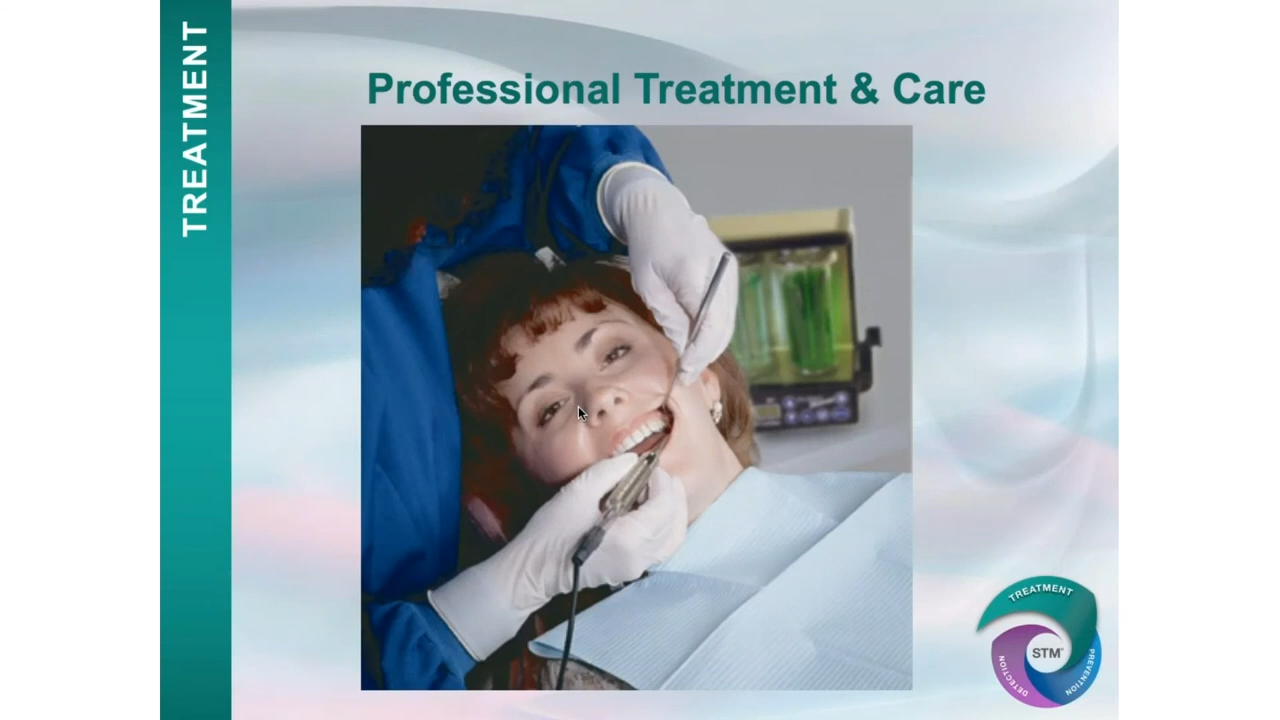 TREATMENT
Professional Treatment & Care
TREATMENT
STM
DETECTION
PREVENTION